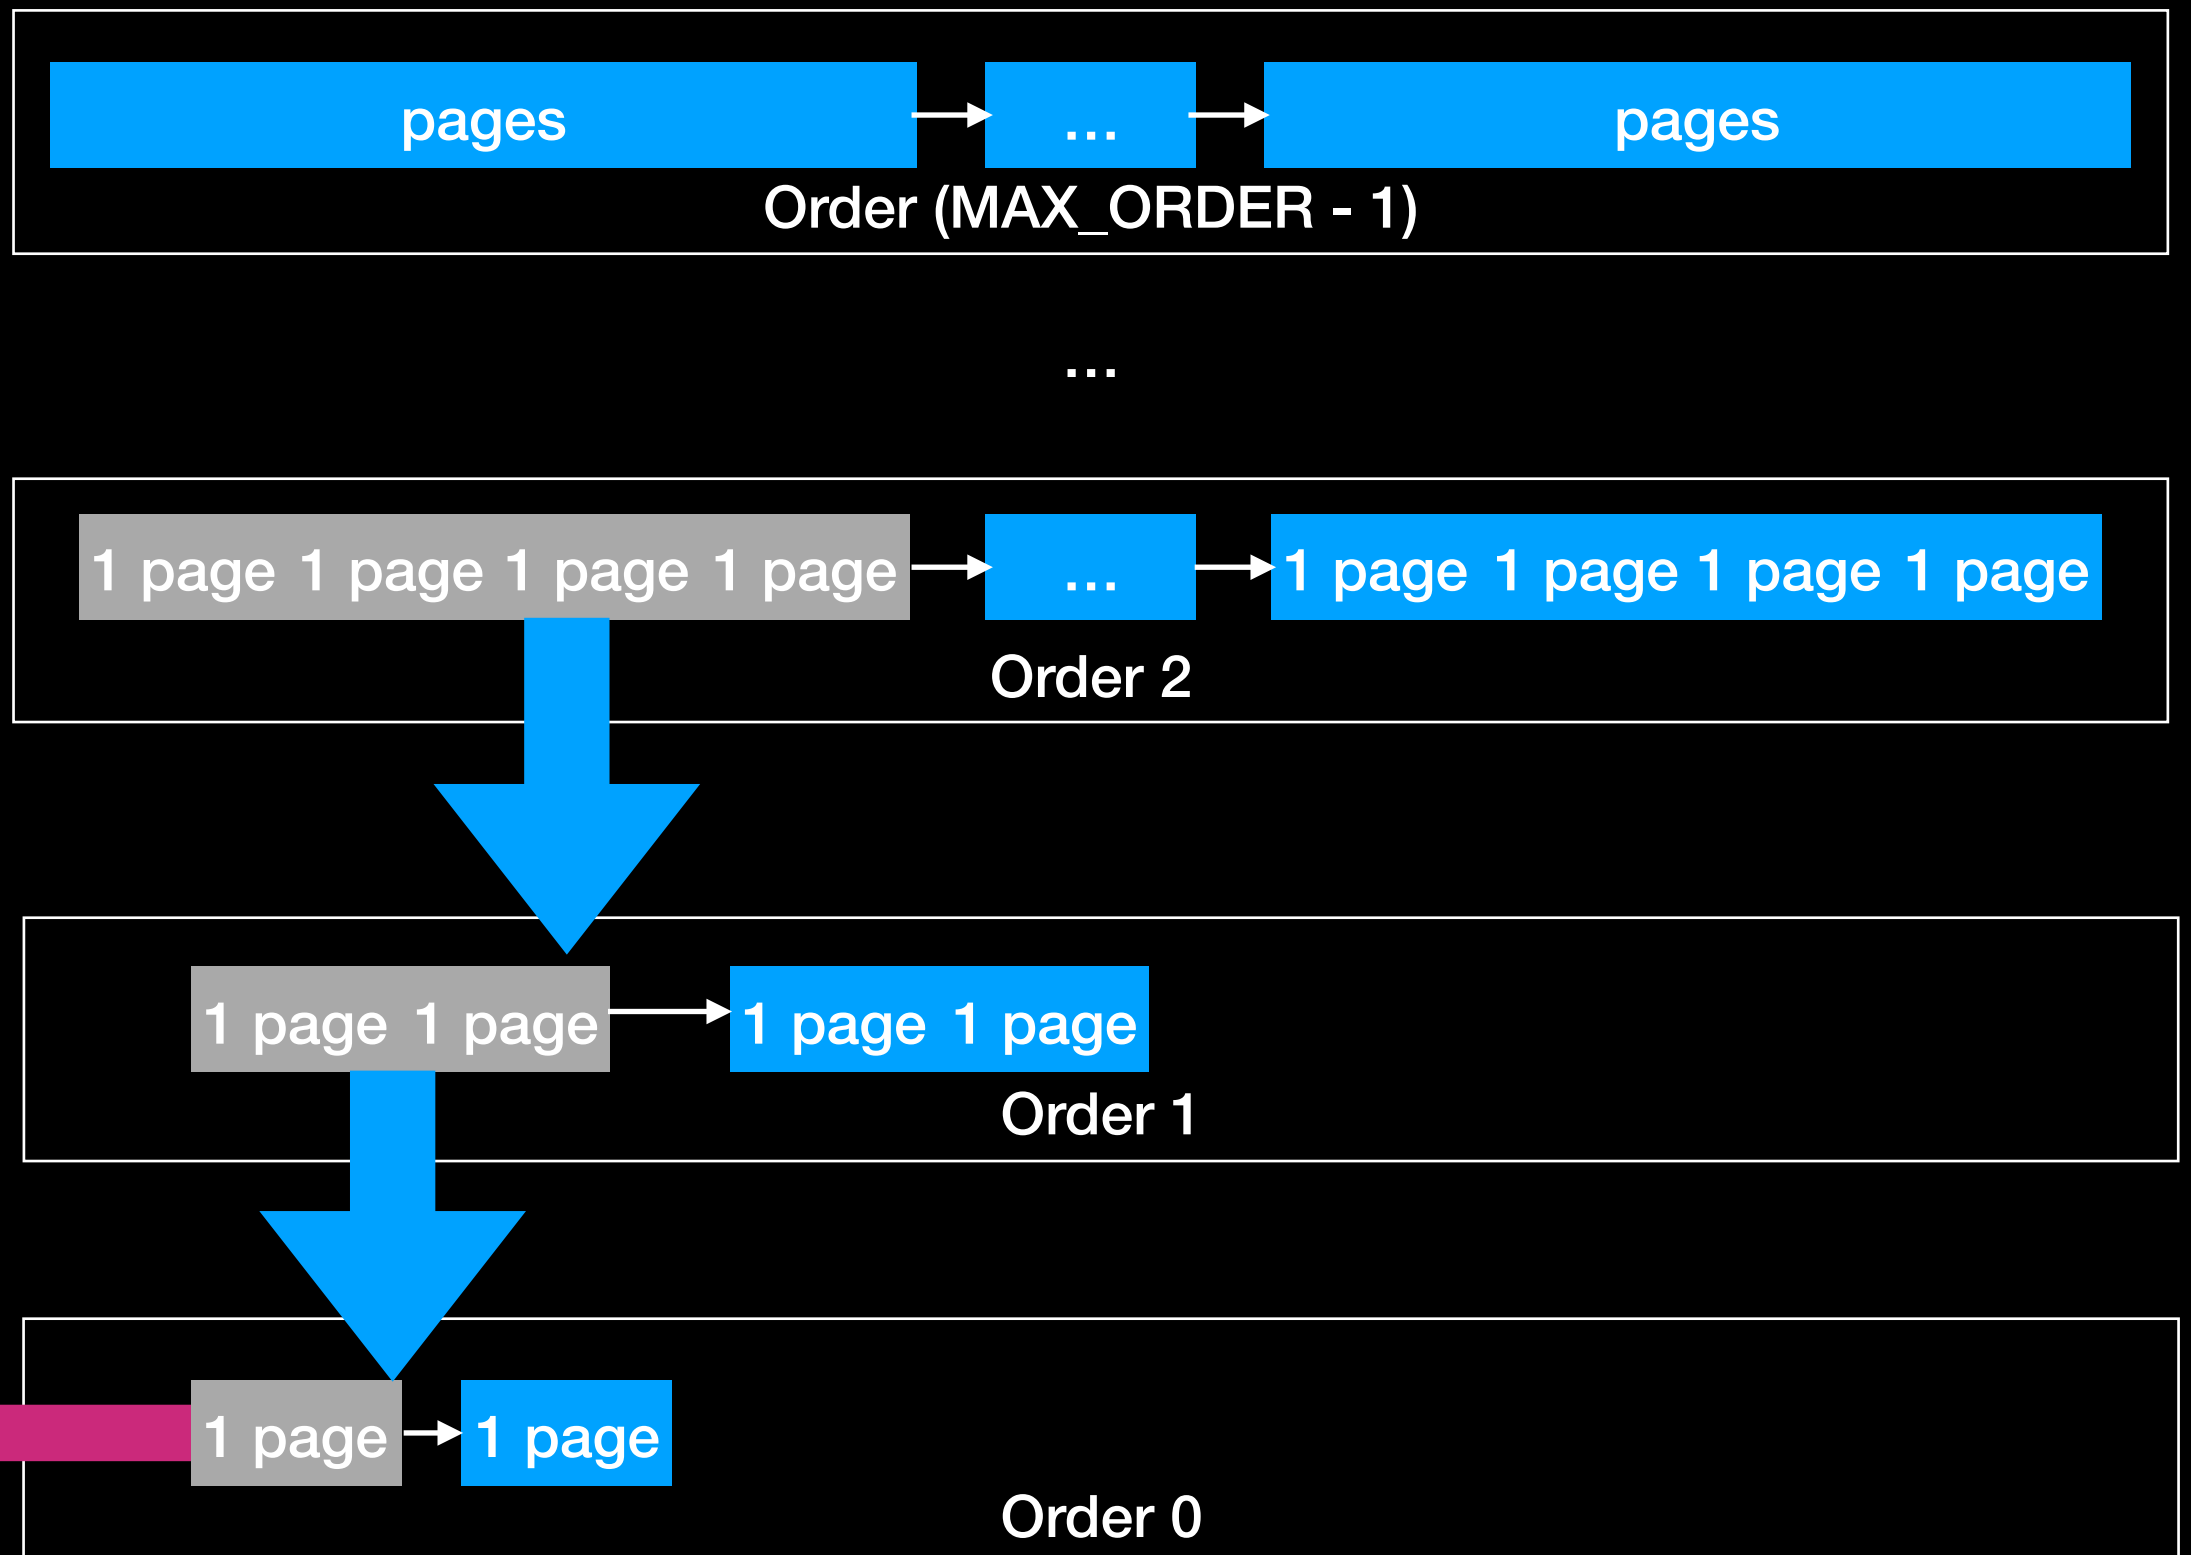 pages ... pages
Order (MAX_ORDER - 1)
...
1 page 1 page 1 page 1 page ... 1 page 1 page 1 page 1 page
Order 2
1 page 1 page 1 page 1 page
Order 1
1 page 1 page
Order 0